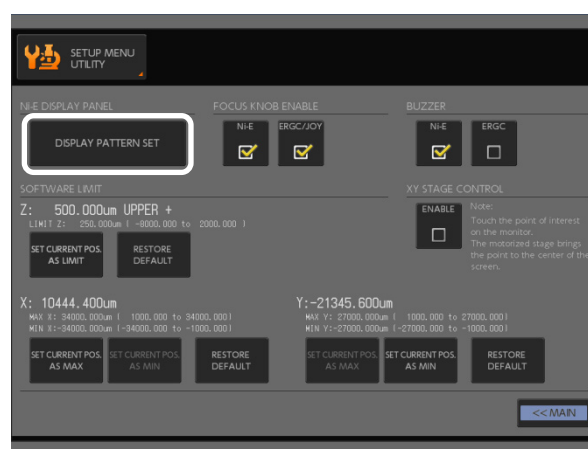 SETUP MENU
UTILITY
Ni-E DISPLAY PANEL
FOCUS KNOB ENABLE
BUZZER
DISPLAY PATTERN SET
Ni-E
ERGC/JOY
Ni-E
ERGC
SOFTWARE LIMIT
XY STAGE CONTROL
Z: 500.000um UPPER +
LIMIT Z: 250.000um ( -8000.000 to 2000.000 )
SET CURRENT POS.
AS LIMIT
RESTORE
DEFAULT
ENABLE
Note:
Touch the point of interest
on the monitor.
The motorized stage brings
the point to the center of the
screen.
X: 10444.400um
MAX X: 34000.000um ( 1000.000 to 34000.000)
MIN X:-34000.000um (-34000.000 to -1000.000)
Y:-21345.600um
MAX Y: 27000.000um ( 1000.000 to 27000.000)
MIN Y:-27000.000um (-27000.000 to -1000.000)
SET CURRENT POS.
AS MAX
SET CURRENT POS.
AS MIN
RESTORE
DEFAULT
SET CURRENT POS.
AS MAX
SET CURRENT POS.
AS MIN
RESTORE
DEFAULT
<< MAIN